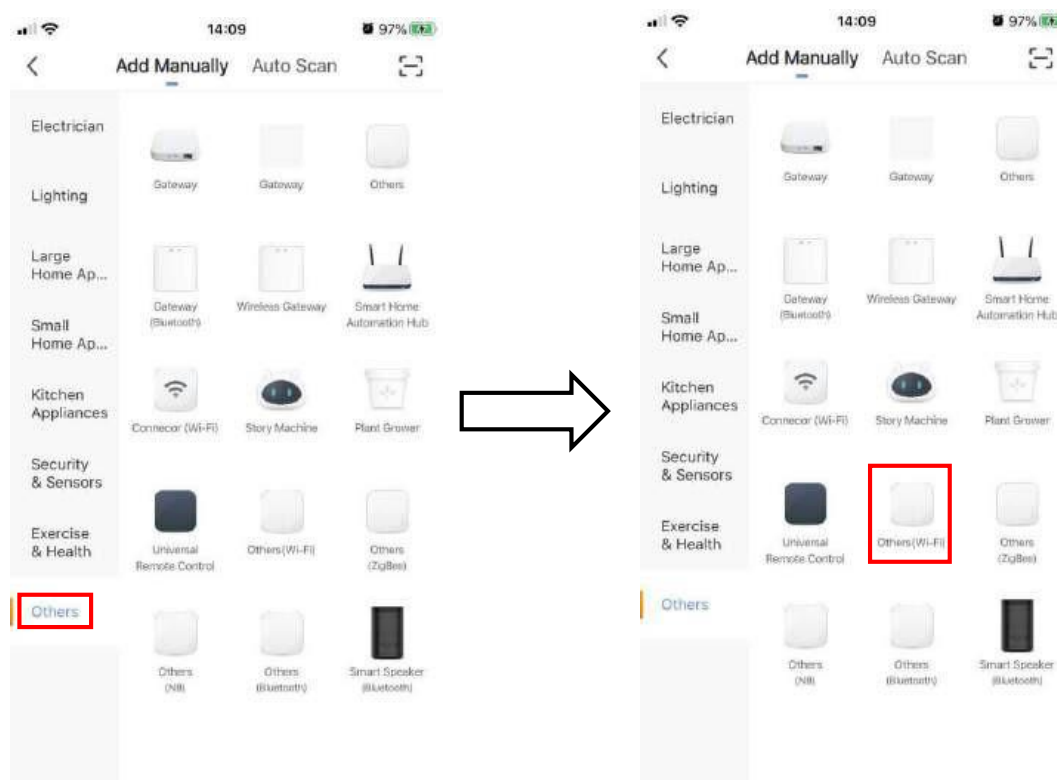 14:09
97%
Add Manually
Auto Scan
Electrician
Lighting
Large
Home Ap...
Small
Home Ap...
Kitchen
Appliances
Security
& Sensors
Exercise
& Health
Others
Gateway
Gateway
Others
Gateway
(Bluetooth)
Wireless Gateway
Smart Home
Automation Hub
Connecor (Wi-Fi)
Story Machine
Plant Grower
Universal
Remote Control
Others(Wi-Fi)
Others
(ZigBee)
Others
(NB)
Others
(Bluetooth)
Smart Speaker
(Bluetooth)
14:09
97%
Add Manually
Auto Scan
Electrician
Lighting
Large
Home Ap...
Small
Home Ap...
Kitchen
Appliances
Security
& Sensors
Exercise
& Health
Others
Gateway
Gateway
Others
Gateway
(Bluetooth)
Wireless Gateway
Smart Home
Automation Hub
Connecor (Wi-Fi)
Story Machine
Plant Grower
Universal
Remote Control
Others(Wi-Fi)
Others
(ZigBee)
Others
(NB)
Others
(Bluetooth)
Smart Speaker
(Bluetooth)